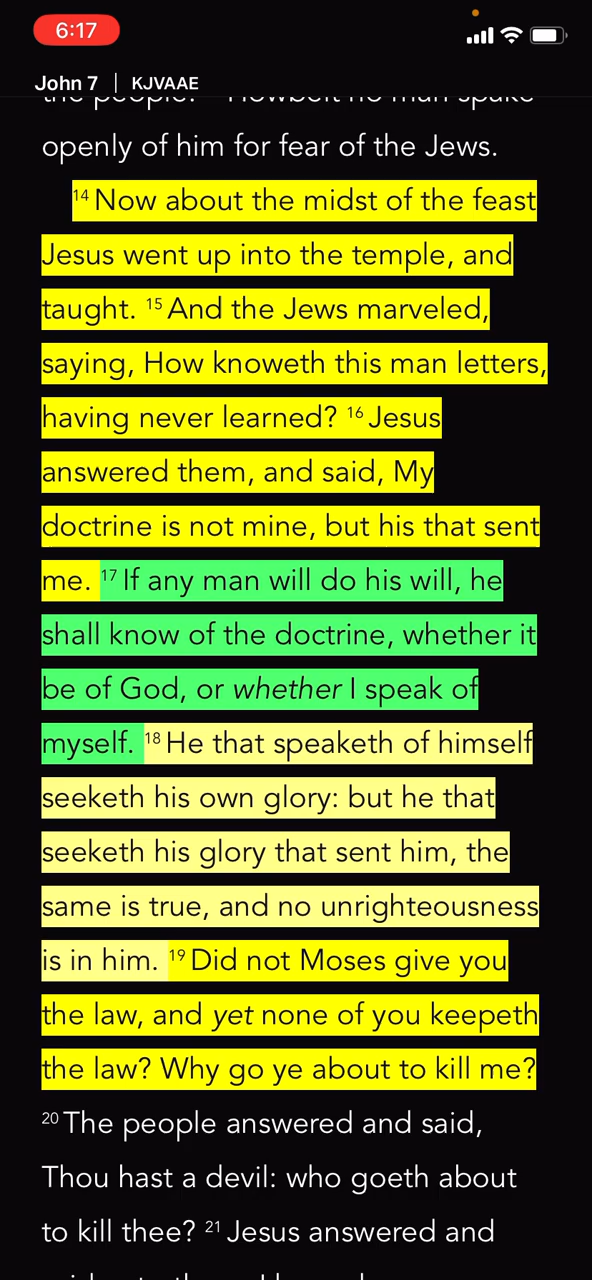 6:17
John 7 | KJVAAE
the people. Howbeit no man spake
openly of him for fear of the Jews.
14 Now about the midst of the feast
Jesus went up into the temple, and
taught. 15 And the Jews marveled,
saying, How knoweth this man letters,
having never learned? 16 Jesus
answered them, and said, My
doctrine is not mine, but his that sent
me. 17 If any man will do his will, he
shall know of the doctrine, whether it
be of God, or whether I speak of
myself. 18 He that speaketh of himself
seeketh his own glory: but he that
seeketh his glory that sent him, the
same is true, and no unrighteousness
is in him. 19 Did not Moses give you
the law, and yet none of you keepeth
the law? Why go ye about to kill me?
20 The people answered and said,
Thou hast a devil: who goeth about
to kill thee? 21 Jesus answered and